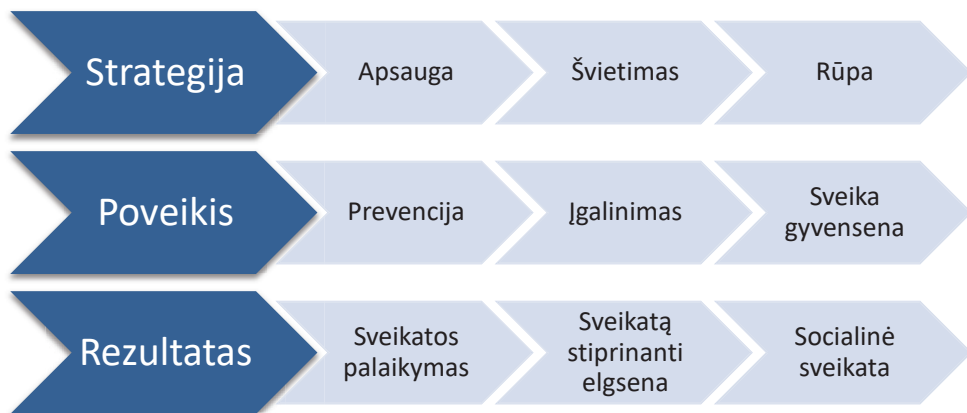 Strategija
Apsauga
Švietimas
Rūpa
Poveikis
Prevencija
Įgalinimas
Sveika
gyvensena
Rezultatas
Sveikatos
palaikymas
Sveikatą
stiprinanti
elgsena
Socialinė
sveikata